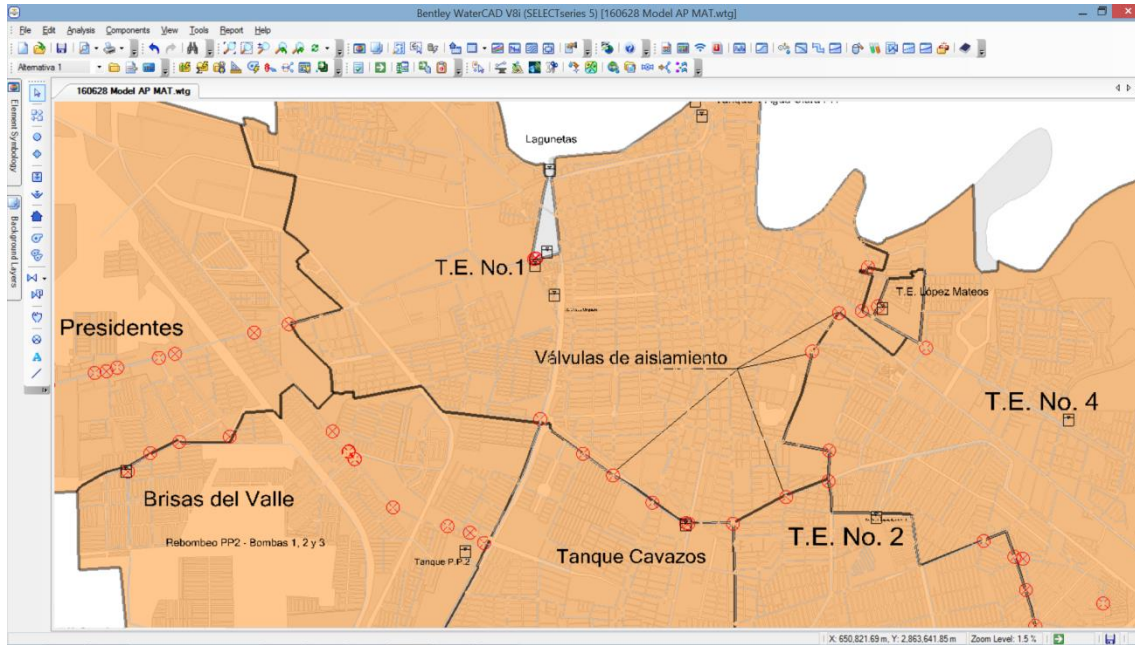 Bentley WaterCAD V8i (SELECTseries 5) [160628 Model AP MAT.wtg]
File Edit Analysis Components View Tools Report Help
Alternativa 1
160628 Model AP MAT.wtg
Element Symbology
Background Layers
Lagunetas
T.E. No.1
T.E. López Mateos
Presidentes
Válvulas de aislamiento
T.E. No. 4
Brisas del Valle
T.E. No. 2
Rebombeo PP2 - Bombas 1, 2 y 3
Tanque P.P.2
Tanque Cavazos
X: 650,821.69 m, Y: 2,863,641.85 m
Zoom Level: 1.5 %